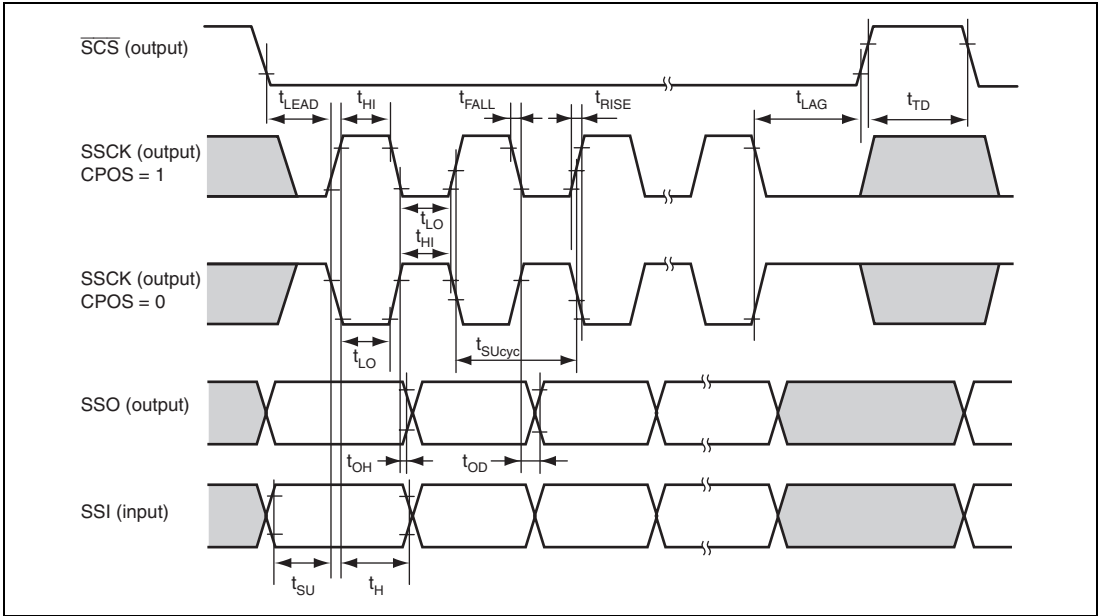 SCS (output)
tLEAD tHI tFALL tRISE tLAG tTD
SSCK (output)
CPOS = 1
tLO
tHI
SSCK (output)
CPOS = 0
tLO tSUcyc
SSO (output)
tOH tOD
SSI (input)
tSU tH